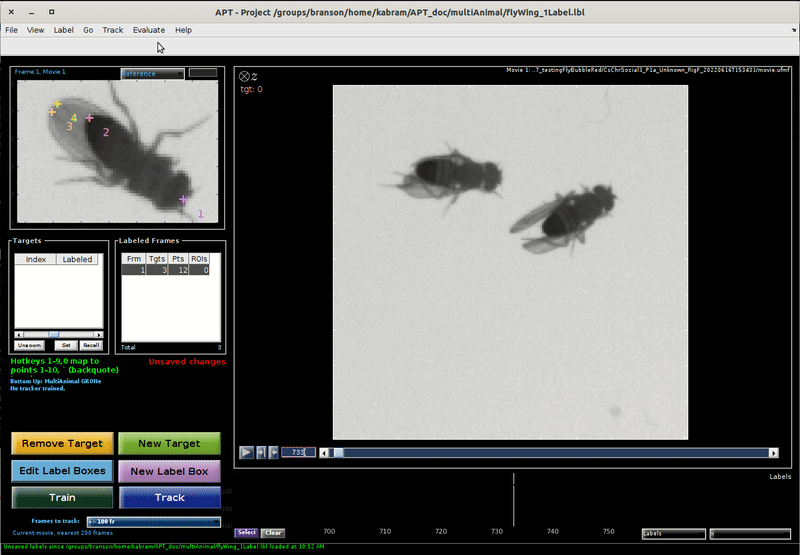 APT - Project /groups/branson/home/kabram/APT_doc/multiAnimal/flyWing_1Label.lbl
File View Label Go Track Evaluate Help
Frame 1, Movie 1
Reference
Movie 1: ..7_testingFlyBubbleRed/CsChrSocial3_P1a_Unknown_RigF_20220616T153431/movie.ufmf
tgt: 0
4
3
2
1
Targets
Index Labeled
Unzoom Set Recall
Labeled Frames
Frm Tgts Pts ROIs
1 3 12 0
Total 3
Hotkeys 1-9,0 map to
points 1-10, ` (backquote)
Unsaved changes
Bottom Up: MultiAnimal GRONe
No tracker trained.
Remove Target New Target
Edit Label Boxes New Label Box
Train Track
Frames to track: +/-100 fr
Current movie, nearest 200 frames
733
Labels
Select Clear
700 710 720 730 740 750
Labels
x
Unsaved changes since /groups/branson/home/kabram/APT_doc/multiAnimal/flyWing_1Label.lbl loaded at 10:52 AM